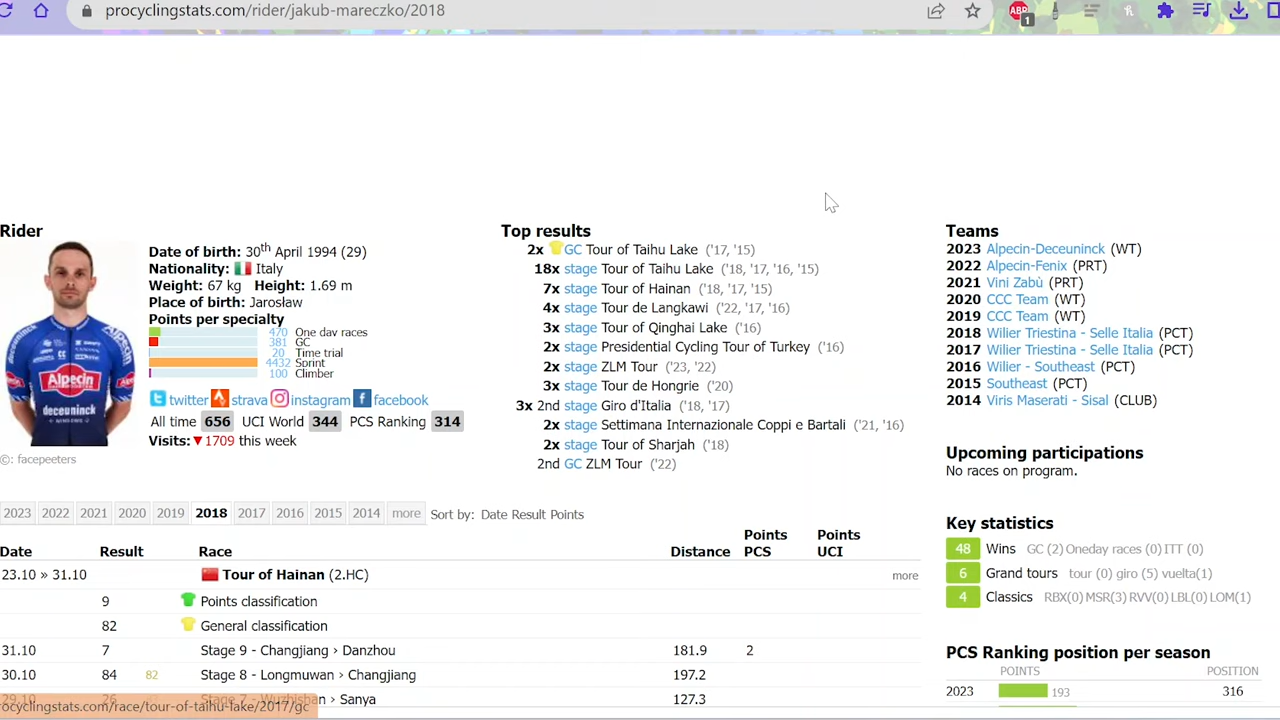 procyclingstats.com/rider/jakub-mareczko/2018
ABP
1
Rider
Date of birth: 30th April 1994 (29)
Nationality: Italy
Weight: 67 kg Height: 1.69 m
Place of birth: Jarosław
Points per specialty
470 One day races
381 GC
20 Time trial
4432 Sprint
100 Climber
twitter strava instagram facebook
All time 656 UCI World 344 PCS Ranking 314
Visits: ▼1709 this week
©: facepeeters
Alpecin
deceuninck
Top results
2x GC Tour of Taihu Lake ('17, '15)
18x stage Tour of Taihu Lake ('18, '17, '16, '15)
7x stage Tour of Hainan ('18, '17, '15)
4x stage Tour de Langkawi ('22, '17, '16)
3x stage Tour of Qinghai Lake ('16)
2x stage Presidential Cycling Tour of Turkey ('16)
2x stage ZLM Tour ('23, '22)
3x stage Tour de Hongrie ('20)
3x 2nd stage Giro d'Italia ('18, '17)
2x stage Settimana Internazionale Coppi e Bartali ('21, '16)
2x stage Tour of Sharjah ('18)
2nd GC ZLM Tour ('22)
Teams
2023 Alpecin-Deceuninck (WT)
2022 Alpecin-Fenix (PRT)
2021 Vini Zabù (PRT)
2020 CCC Team (WT)
2019 CCC Team (WT)
2018 Wilier Triestina - Selle Italia (PCT)
2017 Wilier Triestina - Selle Italia (PCT)
2016 Wilier - Southeast (PCT)
2015 Southeast (PCT)
2014 Viris Maserati - Sisal (CLUB)
Upcoming participations
No races on program.
Key statistics
48 Wins GC (2) Oneday races (0) ITT (0)
6 Grand tours tour (0) giro (5) vuelta(1)
4 Classics RBX(0) MSR(3) RVV(0) LBL(0) LOM(1)
PCS Ranking position per season
POINTS POSITION
2023 193 316
2023 2022 2021 2020 2019 2018 2017 2016 2015 2014 more Sort by: Date Result Points
Date Result Race Distance Points PCS Points UCI
23.10 » 31.10 Tour of Hainan (2.HC) more
9 Points classification
82 General classification
31.10 7 Stage 9 - Changjiang › Danzhou 181.9 2
30.10 84 82 Stage 8 - Longmuwan › Changjiang 197.2
29.10 26 Stage 7 - Wuzhishan › Sanya 127.3
rocyclingstats.com/race/tour-of-taihu-lake/2017/gc